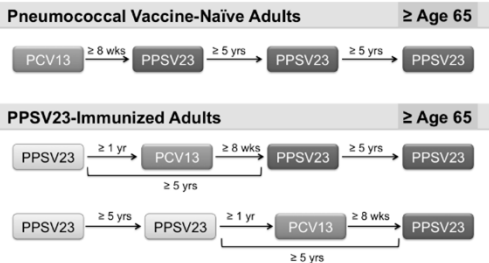 Pneumococcal Vaccine-Naïve Adults ≥ Age 65
PCV13 ≥ 8 wks PPSV23 ≥ 5 yrs PPSV23 ≥ 5 yrs PPSV23
PPSV23-Immunized Adults ≥ Age 65
PPSV23 ≥ 1 yr PCV13 ≥ 8 wks PPSV23 ≥ 5 yrs PPSV23
≥ 5 yrs
PPSV23 ≥ 5 yrs PPSV23 ≥ 1 yr PCV13 ≥ 8 wks PPSV23
≥ 5 yrs